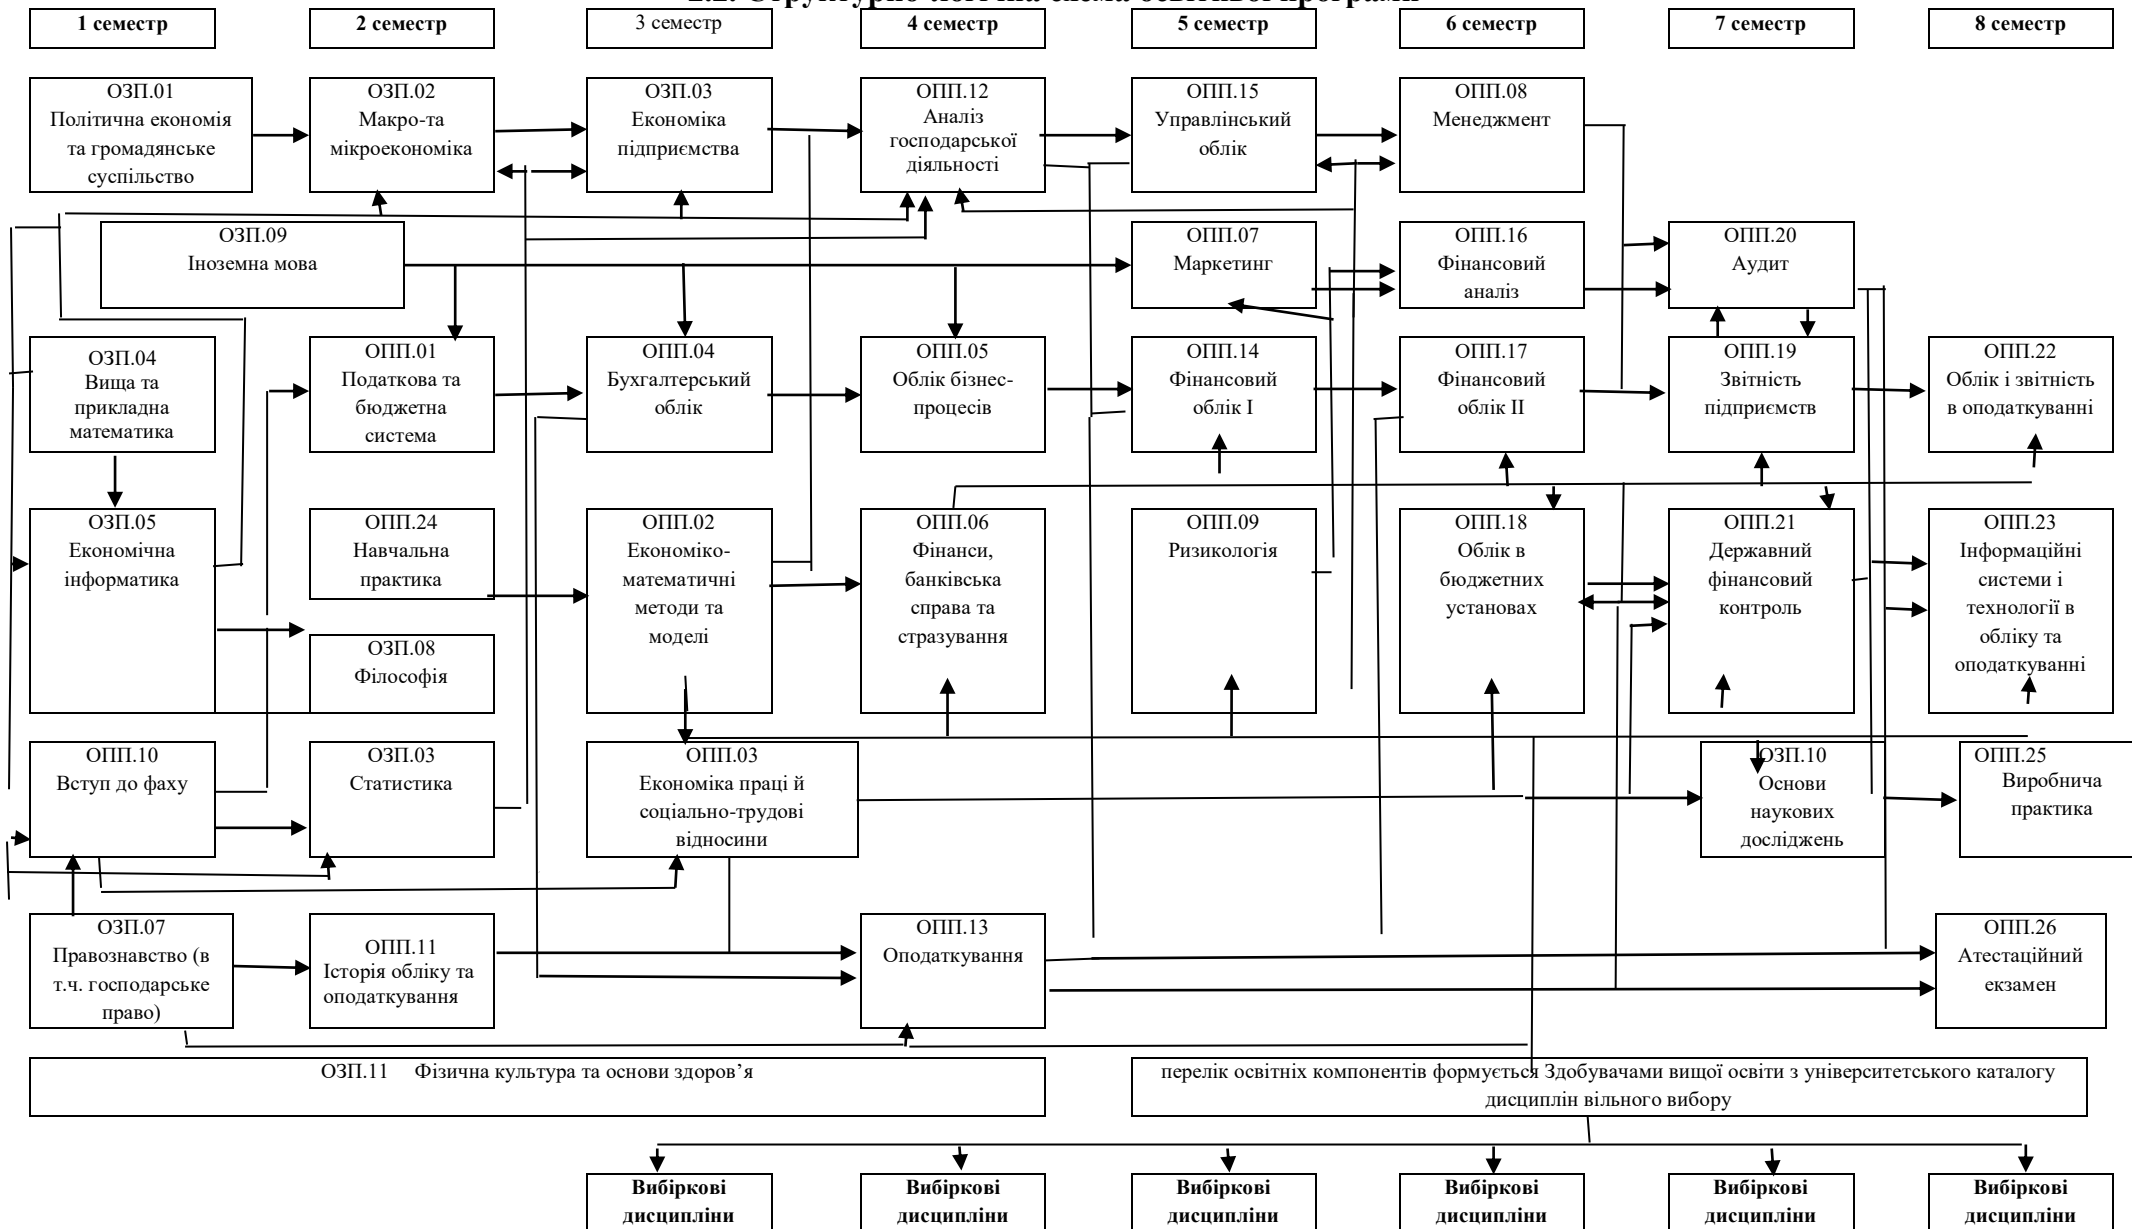 2.2. Структурно-логічна схема освітньої програми
1 семестр
2 семестр
3 семестр
4 семестр
5 семестр
6 семестр
7 семестр
8 семестр
ОЗП.01
Політична економія
та громадянське
суспільство
ОЗП.02
Макро-та
мікроекономіка
ОЗП.03
Економіка
підприємства
ОПП.12
Аналіз
господарської
діяльності
ОПП.15
Управлінський
облік
ОПП.08
Менеджмент
ОЗП.09
Іноземна мова
ОПП.07
Маркетинг
ОПП.16
Фінансовий
аналіз
ОПП.20
Аудит
ОЗП.04
Вища та
прикладна
математика
ОПП.01
Податкова та
бюджетна
система
ОПП.04
Бухгалтерський
облік
ОПП.05
Облік бізнес-
процесів
ОПП.14
Фінансовий
облік І
ОПП.17
Фінансовий
облік ІІ
ОПП.19
Звітність
підприємств
ОПП.22
Облік і звітність
в оподаткуванні
ОЗП.05
Економічна
інформатика
ОПП.24
Навчальна
практика
ОЗП.08
Філософія
ОПП.02
Економіко-
математичні
методи та
моделі
ОПП.06
Фінанси,
банківська
справа та
стразування
ОПП.09
Ризикологія
ОПП.18
Облік в
бюджетних
установах
ОПП.21
Державний
фінансовий
контроль
ОПП.23
Інформаційні
системи і
технології в
обліку та
оподаткуванні
ОПП.10
Вступ до фаху
ОЗП.03
Статистика
ОПП.03
Економіка праці й
соціально-трудові
відносини
ОЗП.10
Основи
наукових
досліджень
ОПП.25
Виробнича
практика
ОЗП.07
Правознавство (в
т.ч. господарське
право)
ОПП.11
Історія обліку та
оподаткування
ОПП.13
Оподаткування
ОПП.26
Атестаційний
екзамен
ОЗП.11 Фізична культура та основи здоров’я
перелік освітніх компонентів формується Здобувачами вищої освіти з університетського каталогу
дисциплін вільного вибору
Вибіркові
дисципліни
Вибіркові
дисципліни
Вибіркові
дисципліни
Вибіркові
дисципліни
Вибіркові
дисципліни
Вибіркові
дисципліни